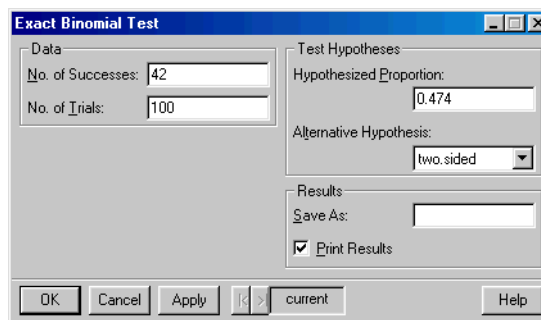 Exact Binomial Test
Data
No. of Successes: 42
No. of Trials: 100
Test Hypotheses
Hypothesized Proportion:
0.474
Alternative Hypothesis:
two.sided
Results
Save As:
Print Results
OK Cancel Apply current Help